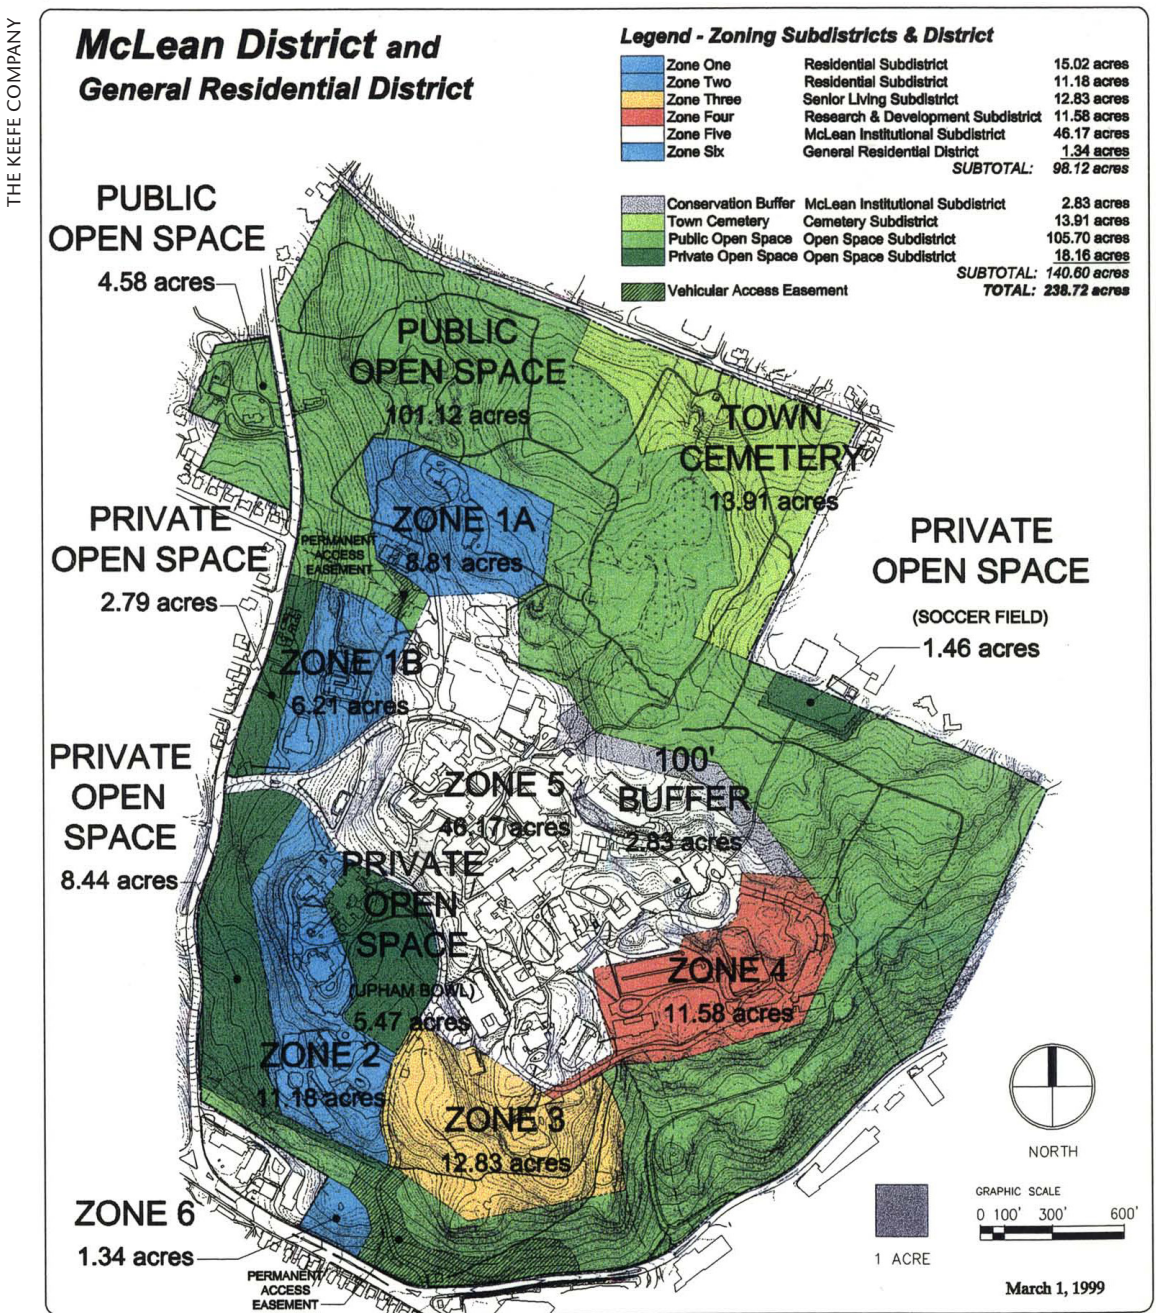 THE KEEFE COMPANY
McLean District and
General Residential District
Legend - Zoning Subdistricts & District
Zone One Residential Subdistrict 15.02 acres
Zone Two Residential Subdistrict 11.18 acres
Zone Three Senior Living Subdistrict 12.83 acres
Zone Four Research & Development Subdistrict 11.58 acres
Zone Five McLean Institutional Subdistrict 46.17 acres
Zone Six General Residential District 1.34 acres
SUBTOTAL: 98.12 acres
Conservation Buffer McLean Institutional Subdistrict 2.83 acres
Town Cemetery Cemetery Subdistrict 13.91 acres
Public Open Space Open Space Subdistrict 105.70 acres
Private Open Space Open Space Subdistrict 18.16 acres
SUBTOTAL: 140.60 acres
Vehicular Access Easement TOTAL: 238.72 acres
PUBLIC
OPEN SPACE
4.58 acres
PUBLIC
OPEN SPACE
101.12 acres
TOWN
CEMETERY
13.91 acres
ZONE 1A
8.81 acres
PERMANENT
ACCESS
EASEMENT
PRIVATE
OPEN SPACE
2.79 acres
PRIVATE
OPEN SPACE
(SOCCER FIELD)
1.46 acres
ZONE 1B
6.21 acres
PRIVATE
OPEN
SPACE
8.44 acres
ZONE 5
46.17 acres
100'
BUFFER
2.83 acres
PRIVATE
OPEN
SPACE
(UPHAM BOWL)
5.47 acres
ZONE 4
11.58 acres
ZONE 2
11.18 acres
ZONE 3
12.83 acres
ZONE 6
1.34 acres
PERMANENT
ACCESS
EASEMENT
NORTH
1 ACRE
GRAPHIC SCALE
0 100' 300' 600'
March 1, 1999